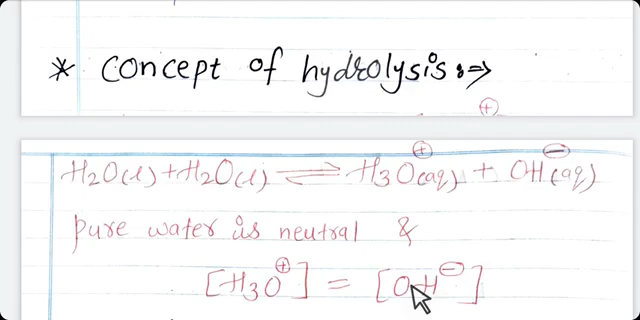 * concept of hydrolysis :⇒
H2O(l) + H2O(l) ⇌ H3O⊕(aq) + OH⊖(aq)
pure water is neutral &
[H3O⊕] = [OH⊖]